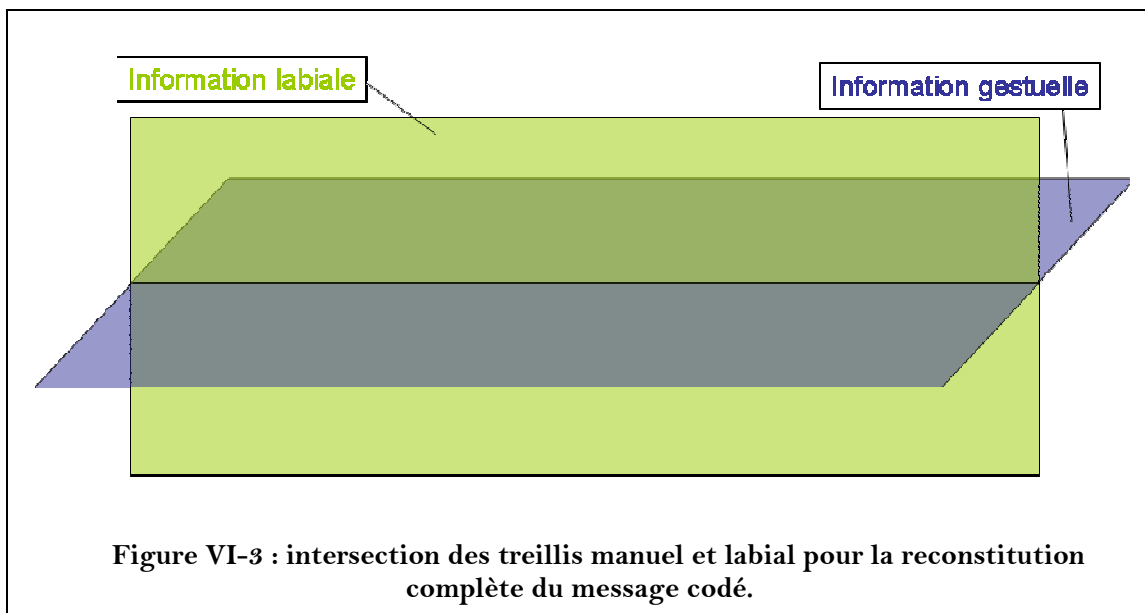 Information labiale
Information gestuelle
Figure VI-3 : intersection des treillis manuel et labial pour la reconstitution
complète du message codé.